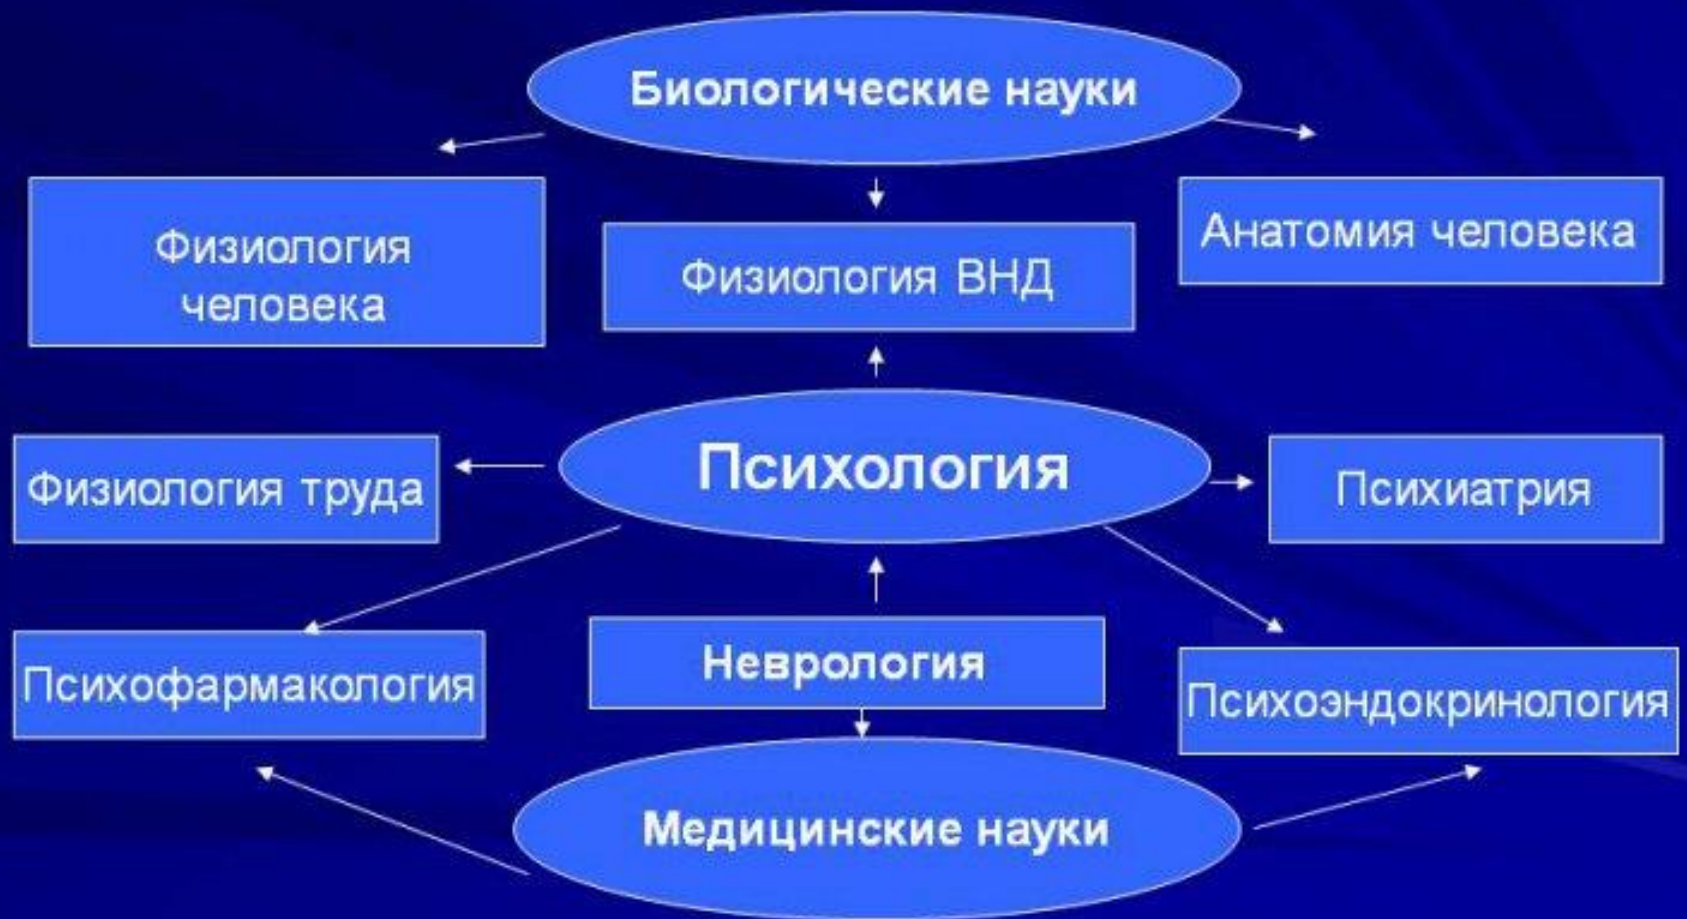 Биологические науки
Физиология
человека
Физиология ВНД
Анатомия человека
Физиология труда
Психология
Психиатрия
Психофармакология
Неврология
Психоэндокринология
Медицинские науки